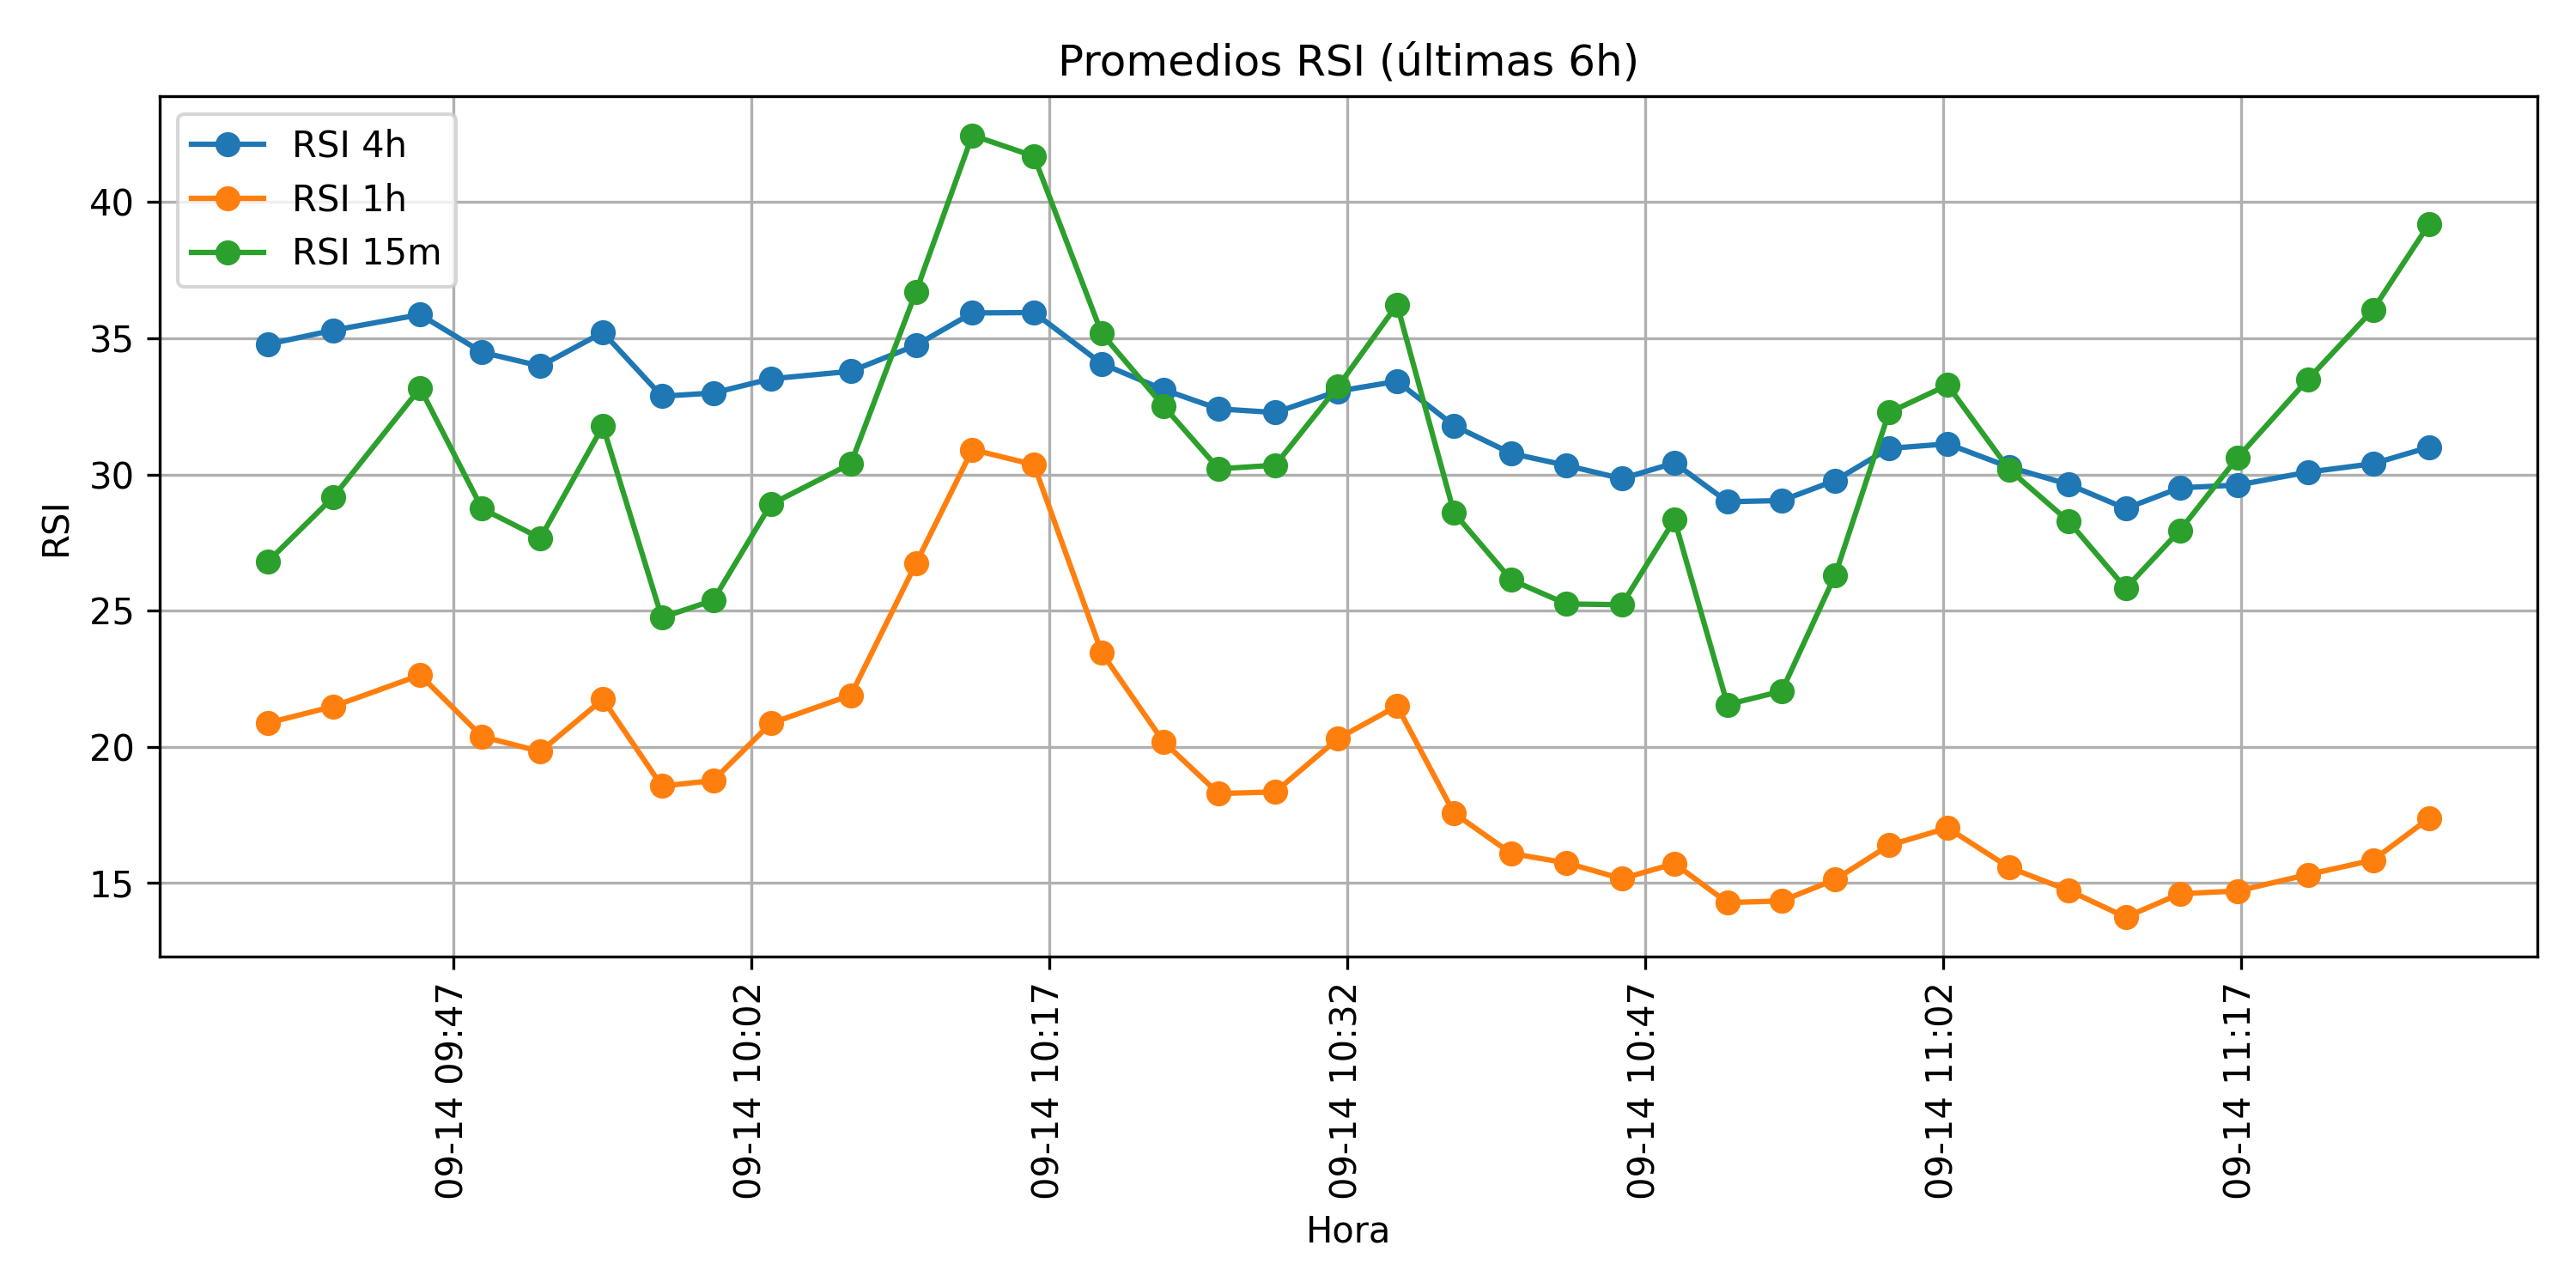 Promedios RSI (últimas 6h)
RSI 4h
RSI 1h
RSI 15m
RSI
40
35
30
25
20
15
09-14 09:47
09-14 10:02
09-14 10:17
09-14 10:32
09-14 10:47
09-14 11:02
09-14 11:17
Hora